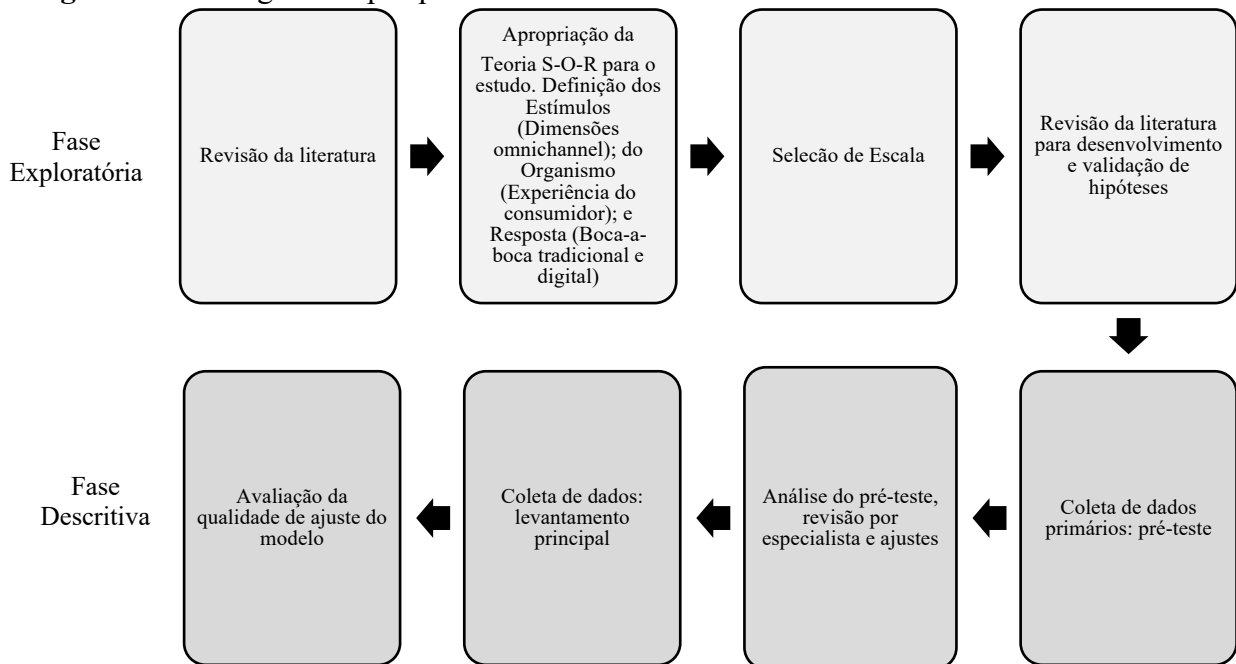 Fase
Exploratória
Revisão da literatura
Apropriação da
Teoria S-O-R para o
estudo. Definição dos
Estímulos
(Dimensões
omnichannel); do
Organismo
(Experiência do
consumidor); e
Resposta (Boca-a-
boca tradicional e
digital)
Selecão de Escala
Revisão da literatura
para desenvolvimento
e validação de
hipóteses
Fase
Descritiva
Avaliação da
qualidade de ajuste do
modelo
Coleta de dados:
levantamento
principal
Análise do pré-teste,
revisão por
especialista e ajustes
Coleta de dados
primários: pré-teste